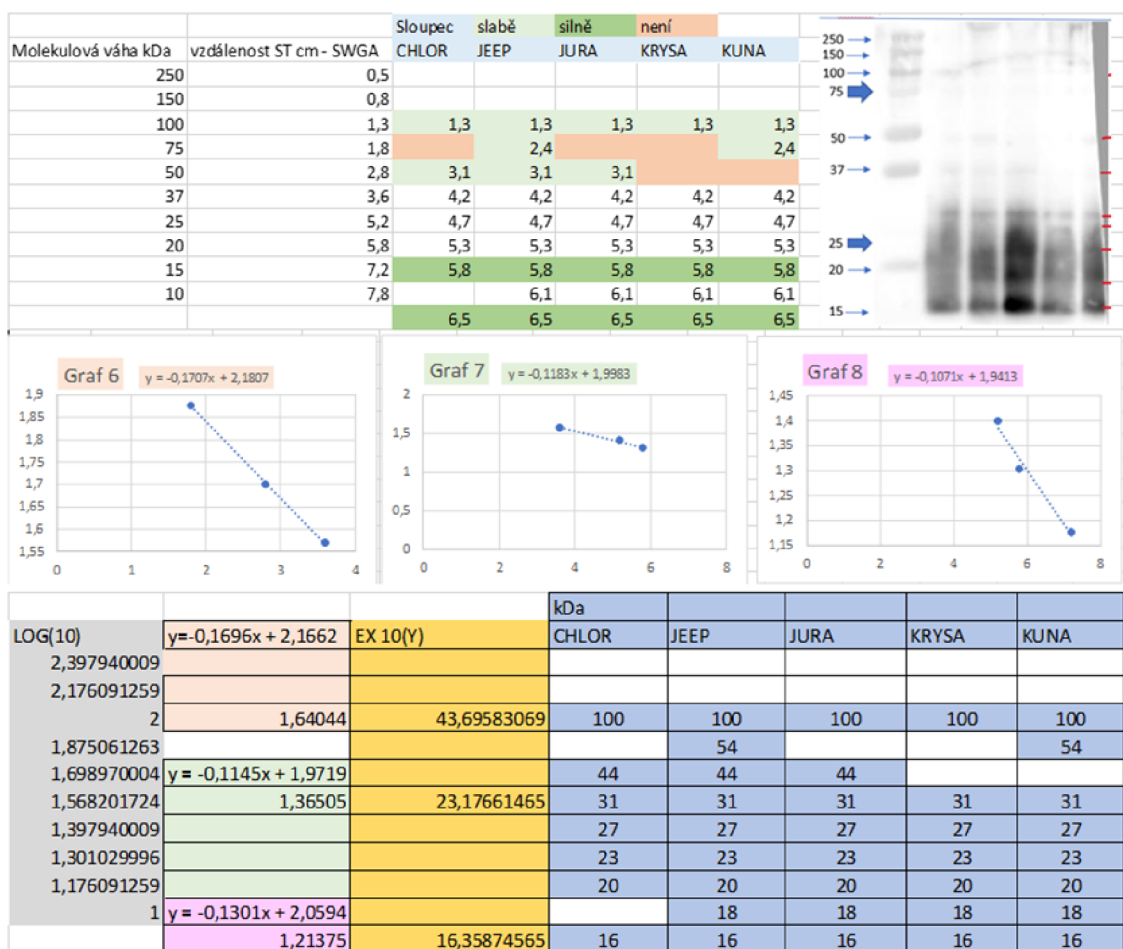 Sloupec slabě silně není
Molekulová váha kDa vzdálenost ST cm - SWGA CHLOR JEEP JURA KRYSA KUNA
250 0,5
150 0,8
100 1,3 1,3 1,3 1,3 1,3 1,3
75 1,8 2,4 2,4
50 2,8 3,1 3,1 3,1
37 3,6 4,2 4,2 4,2 4,2 4,2
25 5,2 4,7 4,7 4,7 4,7 4,7
20 5,8 5,3 5,3 5,3 5,3 5,3
15 7,2 5,8 5,8 5,8 5,8 5,8
10 7,8 6,1 6,1 6,1 6,1
6,5 6,5 6,5 6,5 6,5
250
150
100
75
50
37
25
20
15
Graf 6 y = -0,1707x + 2,1807
1,9
1,85
1,8
1,75
1,7
1,65
1,6
1,55
0 1 2 3 4
Graf 7 y = -0,1183x + 1,9983
2
1,5
1
0,5
0
0 2 4 6 8
Graf 8 y = -0,1071x + 1,9413
1,45
1,4
1,35
1,3
1,25
1,2
1,15
0 2 4 6 8
kDa
LOG(10) y=-0,1696x + 2,1662 EX 10(Y) CHLOR JEEP JURA KRYSA KUNA
2,397940009
2,176091259
2 1,64044 43,69583069 100 100 100 100 100
1,875061263 54 54
1,698970004 y = -0,1145x + 1,9719 44 44 44
1,568201724 1,36505 23,17661465 31 31 31 31 31
1,397940009 27 27 27 27 27
1,301029996 23 23 23 23 23
1,176091259 20 20 20 20 20
1 y = -0,1301x + 2,0594 18 18 18 18
1,21375 16,35874565 16 16 16 16 16